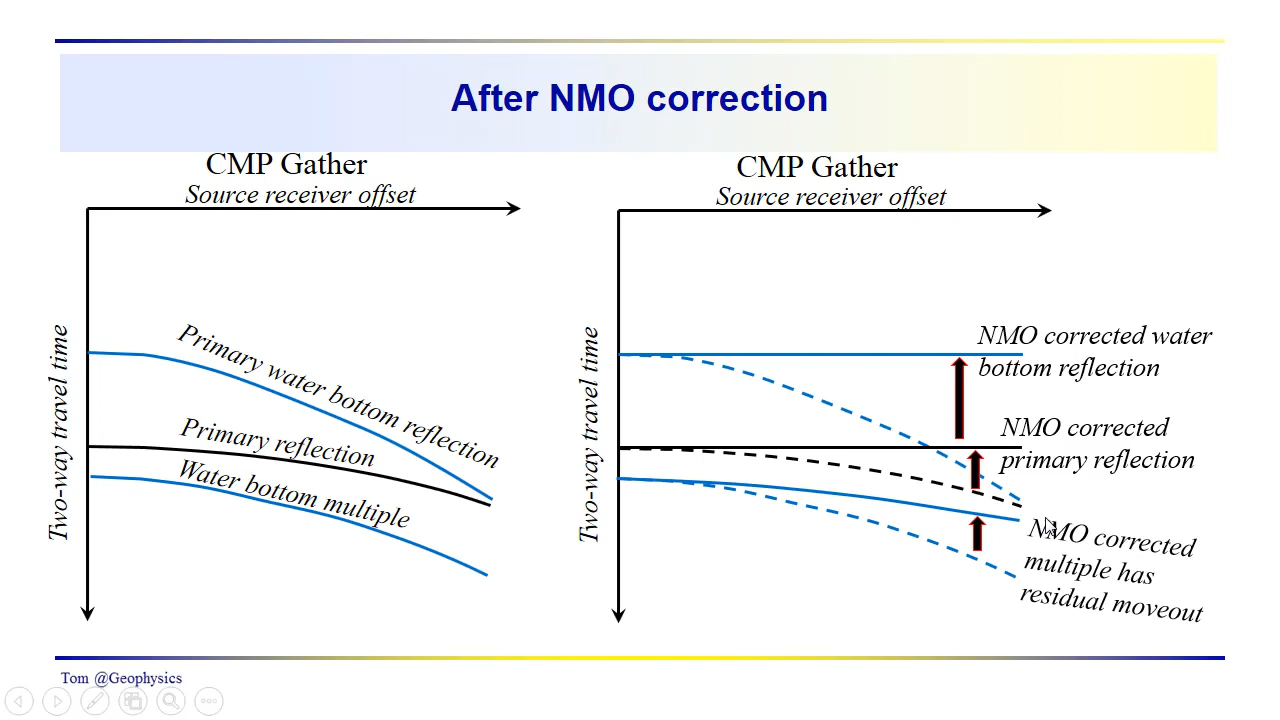 After NMO correction
CMP Gather
Source receiver offset
Two-way travel time
Primary water bottom reflection
Primary reflection
Water bottom multiple
CMP Gather
Source receiver offset
Two-way travel time
NMO corrected water
bottom reflection
NMO corrected
primary reflection
NMO corrected
multiple has
residual moveout
Tom @Geophysics